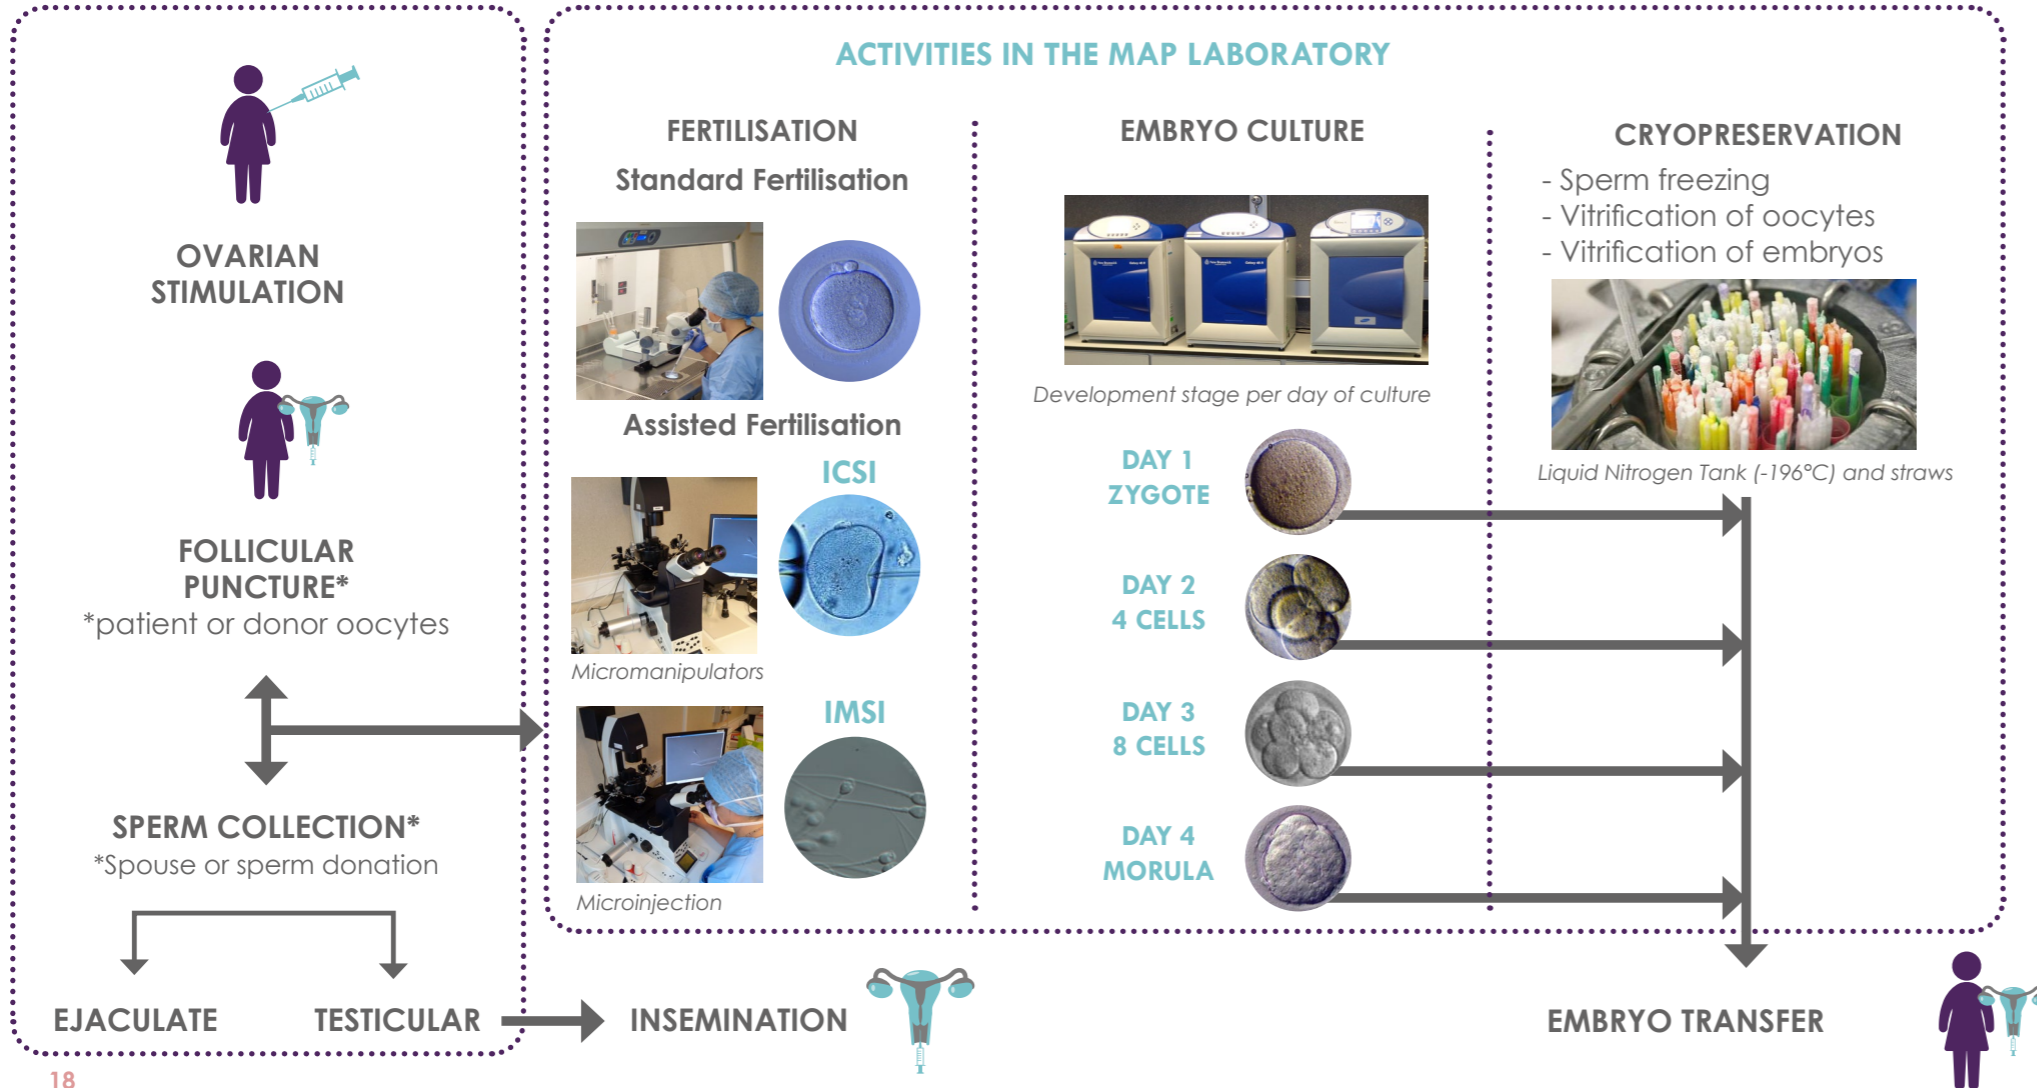 OVARIAN
STIMULATION
FOLLICULAR
PUNCTURE*
*patient or donor oocytes
SPERM COLLECTION*
*Spouse or sperm donation
EJACULATE
TESTICULAR
INSEMINATION
ACTIVITIES IN THE MAP LABORATORY
FERTILISATION
Standard Fertilisation
Assisted Fertilisation
ICSI
Micromanipulators
IMSI
Microinjection
EMBRYO CULTURE
Development stage per day of culture
DAY 1
ZYGOTE
DAY 2
4 CELLS
DAY 3
8 CELLS
DAY 4
MORULA
CRYOPRESERVATION
- Sperm freezing
- Vitrification of oocytes
- Vitrification of embryos
Liquid Nitrogen Tank (-196°C) and straws
EMBRYO TRANSFER
18